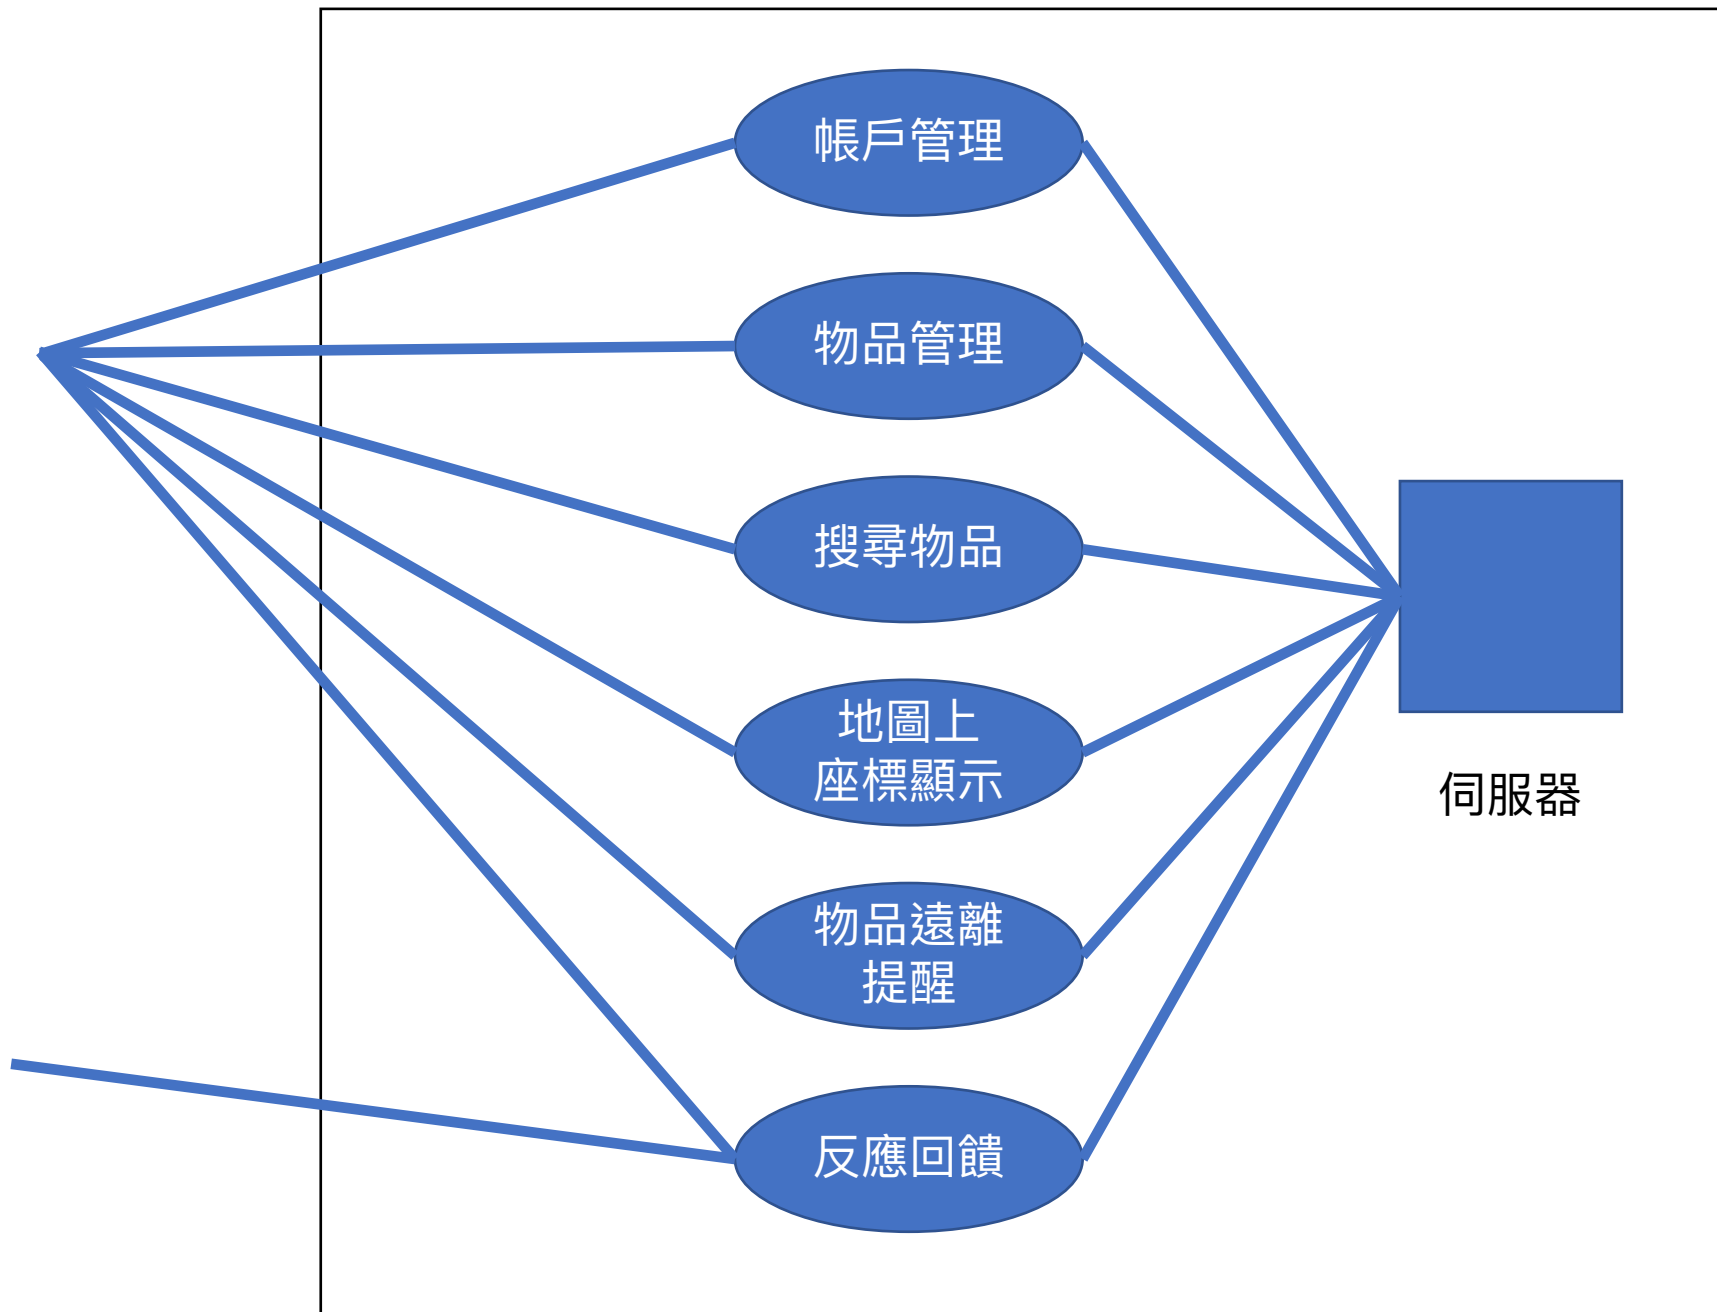 帳戶管理
物品管理
搜尋物品
地圖上
座標顯示
物品遠離
提醒
反應回饋
伺服器